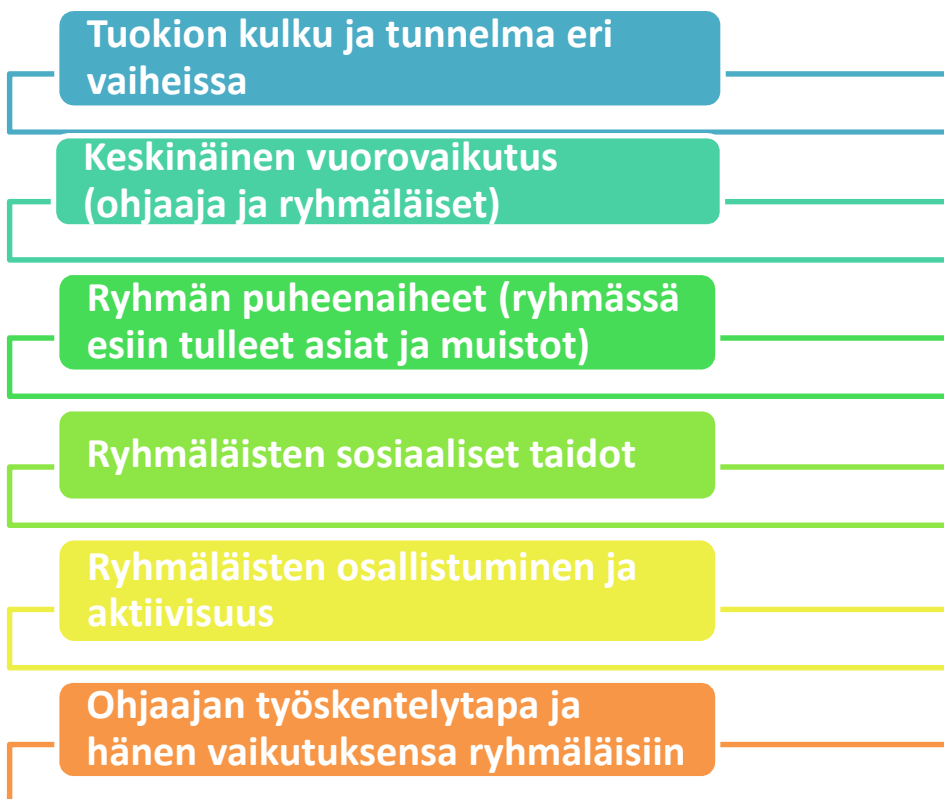 Tuokion kulku ja tunnelma eri
vaiheissa
Keskinäinen vuorovaikutus
(ohjaaja ja ryhmäläiset)
Ryhmän puheenaiheet (ryhmässä
esiin tulleet asiat ja muistot)
Ryhmäläisten sosiaaliset taidot
Ryhmäläisten osallistuminen ja
aktiivisuus
Ohjaajan työskentelytapa ja
hänen vaikutuksensa ryhmäläisiin